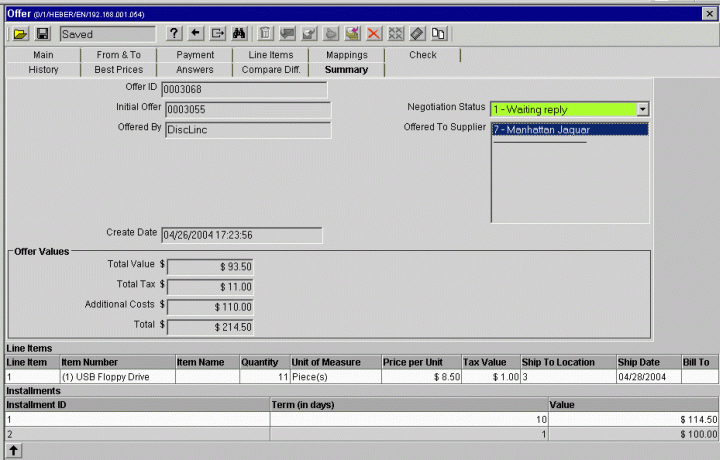 Offer (0/1/HEBER/EN/192.168.001.054)
Saved
Main From & To Payment Line Items Mappings Check
History Best Prices Answers Compare Diff. Summary
Offer ID 0003068
Initial Offer 0003055 Negotiation Status 1 - Waiting reply
Offered By DiscLinc Offered To Supplier 7 - Manhattan Jaguar
Create Date 04/26/2004 17:23:56
Offer Values
Total Value $ $ 93.50
Total Tax $ $ 11.00
Additional Costs $ $ 110.00
Total $ $ 214.50
Line Items
Line Item Item Number Item Name Quantity Unit of Measure Price per Unit Tax Value Ship To Location Ship Date Bill To
1 (1) USB Floppy Drive 11 Piece(s) $ 8.50 $ 1.00 3 04/28/2004
Installments
Installment ID Term (in days) Value
1 10 $ 114.50
2 1 $ 100.00